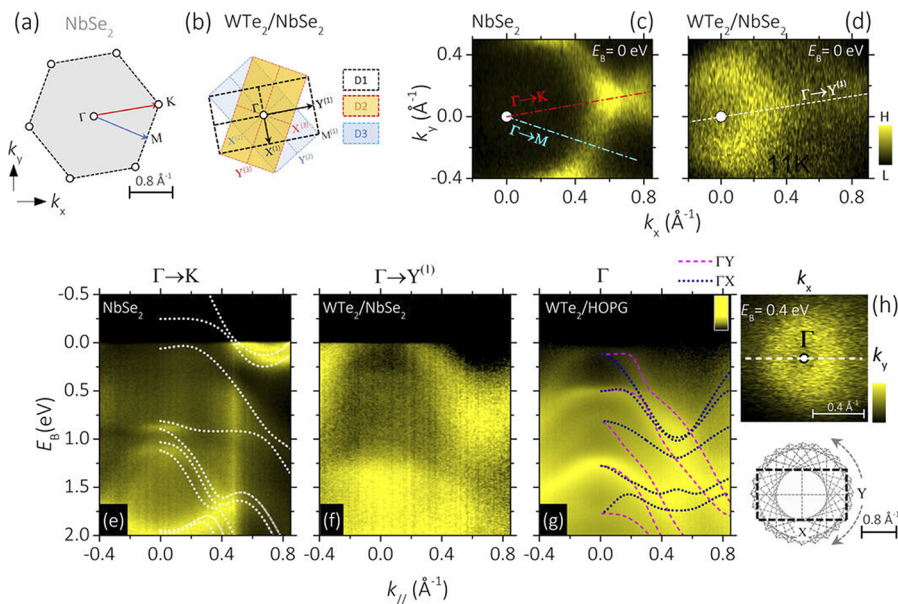 (a)
NbSe2
Γ
K
M
ky
kx
0.8 Å-1
(b)
WTe2/NbSe2
Γ
Y(1)
X(1)
M(1)
X(3)
Y(3)
Y(2)
D1
D2
D3
NbSe2
(c)
EB= 0 eV
Γ→K
Γ→M
ky (Å-1)
0.4
0.0
-0.4
0.0
0.4
0.8
WTe2/NbSe2
(d)
EB= 0 eV
Γ→Y(1)
11K
0.0
0.4
0.8
H
L
kx (Å-1)
Γ→K
NbSe2
EB(eV)
-0.5
0.0
0.5
1.0
1.5
2.0
(e)
-0.4
0.0
0.4
0.8
Γ→Y(1)
WTe2/NbSe2
(f)
-0.4
0.0
0.4
0.8
Γ
ΓY
ΓX
WTe2/HOPG
(g)
-0.4
0.0
0.4
0.8
k// (Å-1)
kx
(h)
EB= 0.4 eV
Γ
ky
0.4 Å-1
Y
X
0.8 Å-1